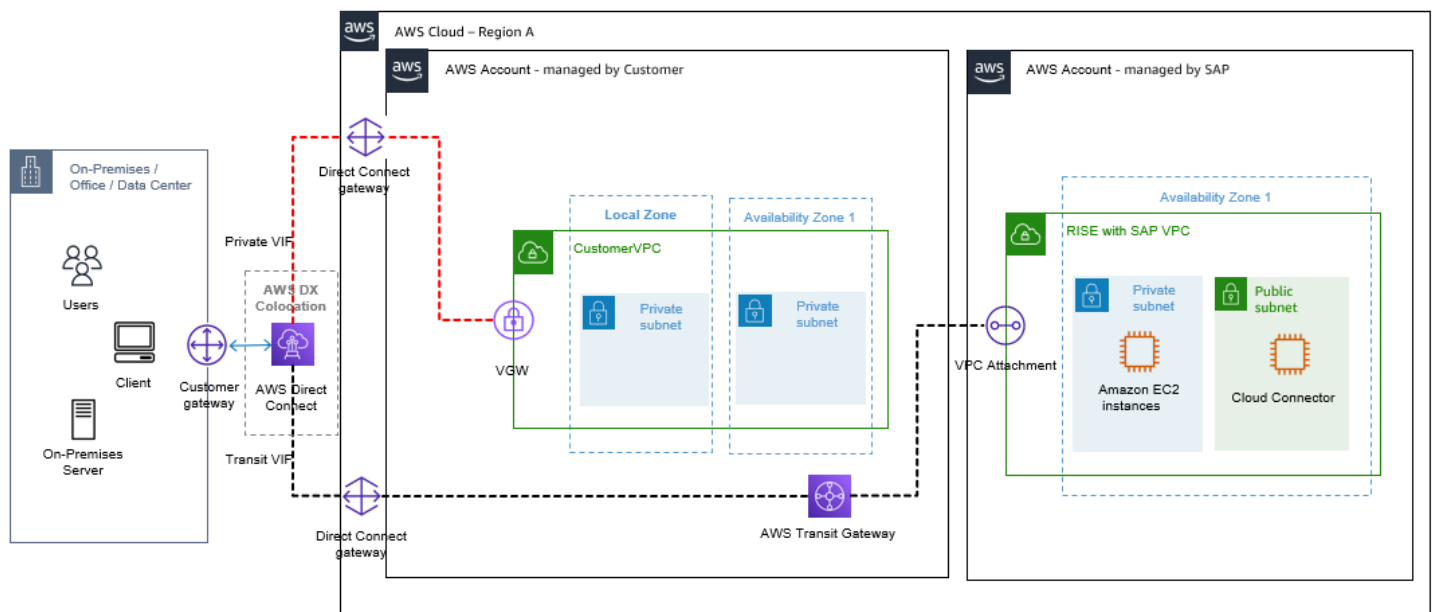 aws
AWS Cloud – Region A
aws
AWS Account - managed by Customer
aws
AWS Account - managed by SAP
On-Premises /
Office / Data Center
Users
Client
On-Premises
Server
Customer
gateway
Private VIF
AWS DX
Colocation
AWS Direct
Connect
Transit VIF
Direct Connect
gateway
Direct Connect
gateway
Local Zone
Availability Zone 1
CustomerVPC
Private
subnet
Private
subnet
VGW
AWS Transit Gateway
Availability Zone 1
RISE with SAP VPC
VPC Attachment
Private
subnet
Amazon EC2
instances
Public
subnet
Cloud Connector